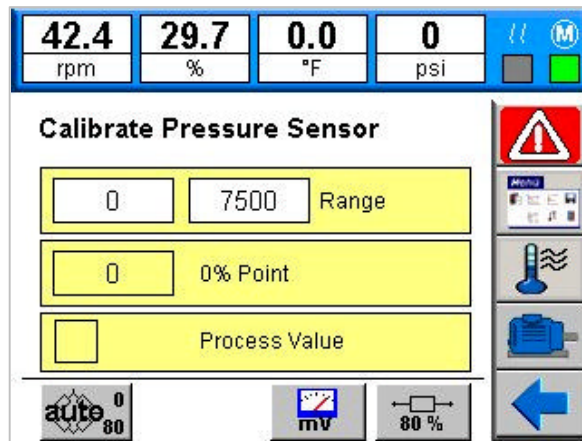 42.4 29.7 0.0 0
rpm % °F psi
M
Calibrate Pressure Sensor
0 7500 Range
Menü
0 0% Point
Process Value
auto 0 80
mV
80 %